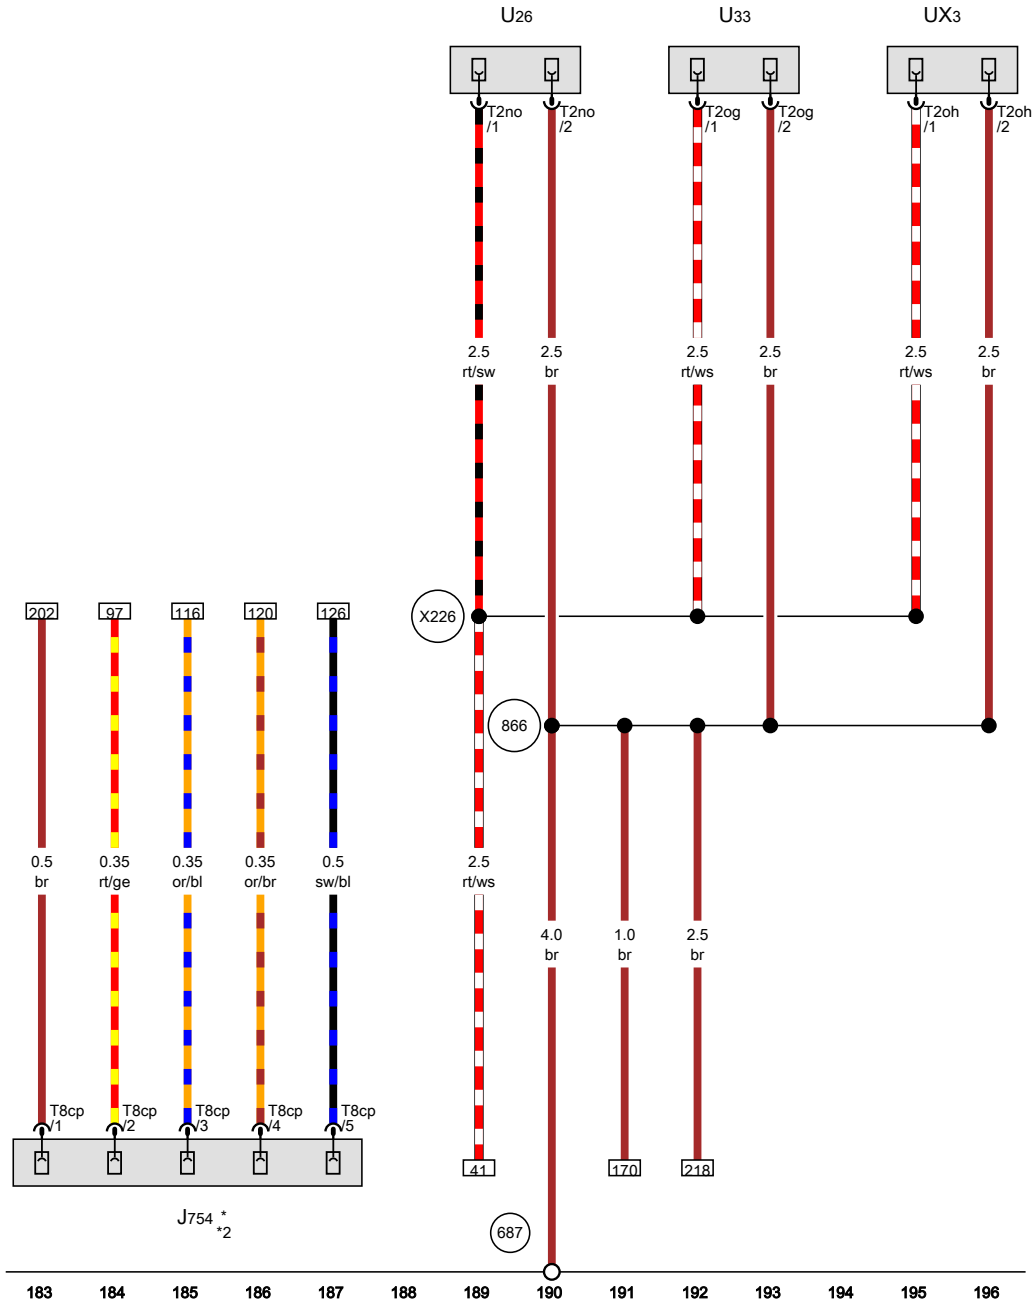 U26 U33 UX3
T2no T2no T2og T2og T2oh T2oh
/1 /2 /1 /2 /1 /2
2.5 2.5 2.5 2.5 2.5 2.5
rt/sw br rt/ws br rt/ws br
202 97 116 120 126 X226
866
0.5 0.35 0.35 0.35 0.5 2.5
br rt/ge or/bl or/br sw/bl rt/ws
4.0 1.0 2.5
br br br
T8cp T8cp T8cp T8cp T8cp
/1 /2 /3 /4 /5
41 170 218
J754 *
*2
687
183 184 185 186 187 188 189 190 191 192 193 194 195 196